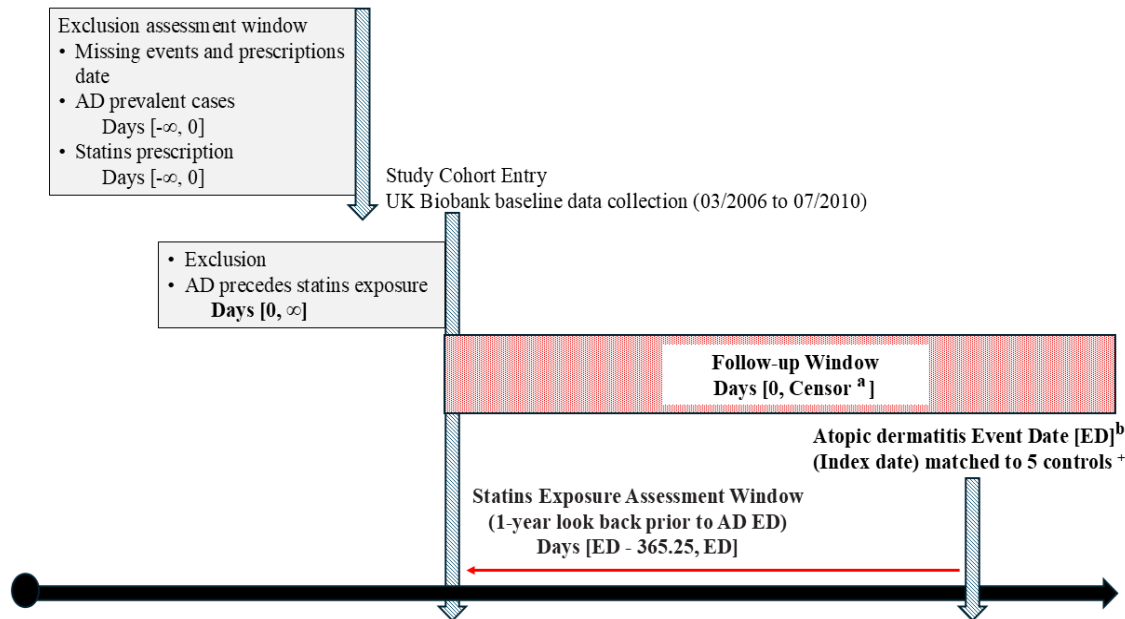 Exclusion assessment window
• Missing events and prescriptions
date
• AD prevalent cases
Days [-∞, 0]
• Statins prescription
Days [-∞, 0]
Study Cohort Entry
UK Biobank baseline data collection (03/2006 to 07/2010)
• Exclusion
• AD precedes statins exposure
Days [0, ∞]
Follow-up Window
Days [0, Censor ª ]
Atopic dermatitis Event Date [ED]ᵇ
(Index date) matched to 5 controls ⁺
Statins Exposure Assessment Window
(1-year look back prior to AD ED)
Days [ED - 365.25, ED]